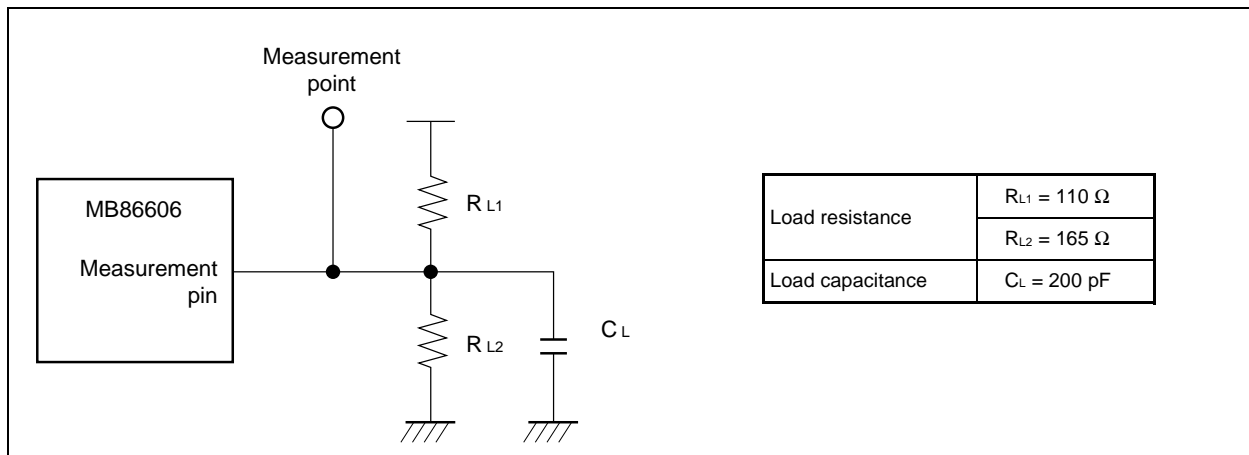 Measurement
point
MB86606
Measurement
pin
R L1
R L2
C L
Load resistance
RL1 = 110 Ω
RL2 = 165 Ω
Load capacitance
CL = 200 pF